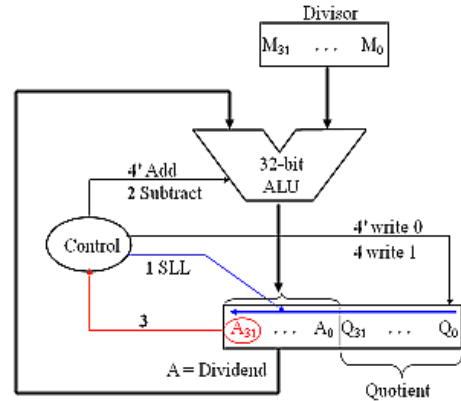 Divisor
M31 ... M0
4' Add
2 Subtract
32-bit
ALU
Control
4' write 0
4 write 1
1 SLL
3
A31 ... A0 Q31 ... Q0
A = Dividend
Quotient